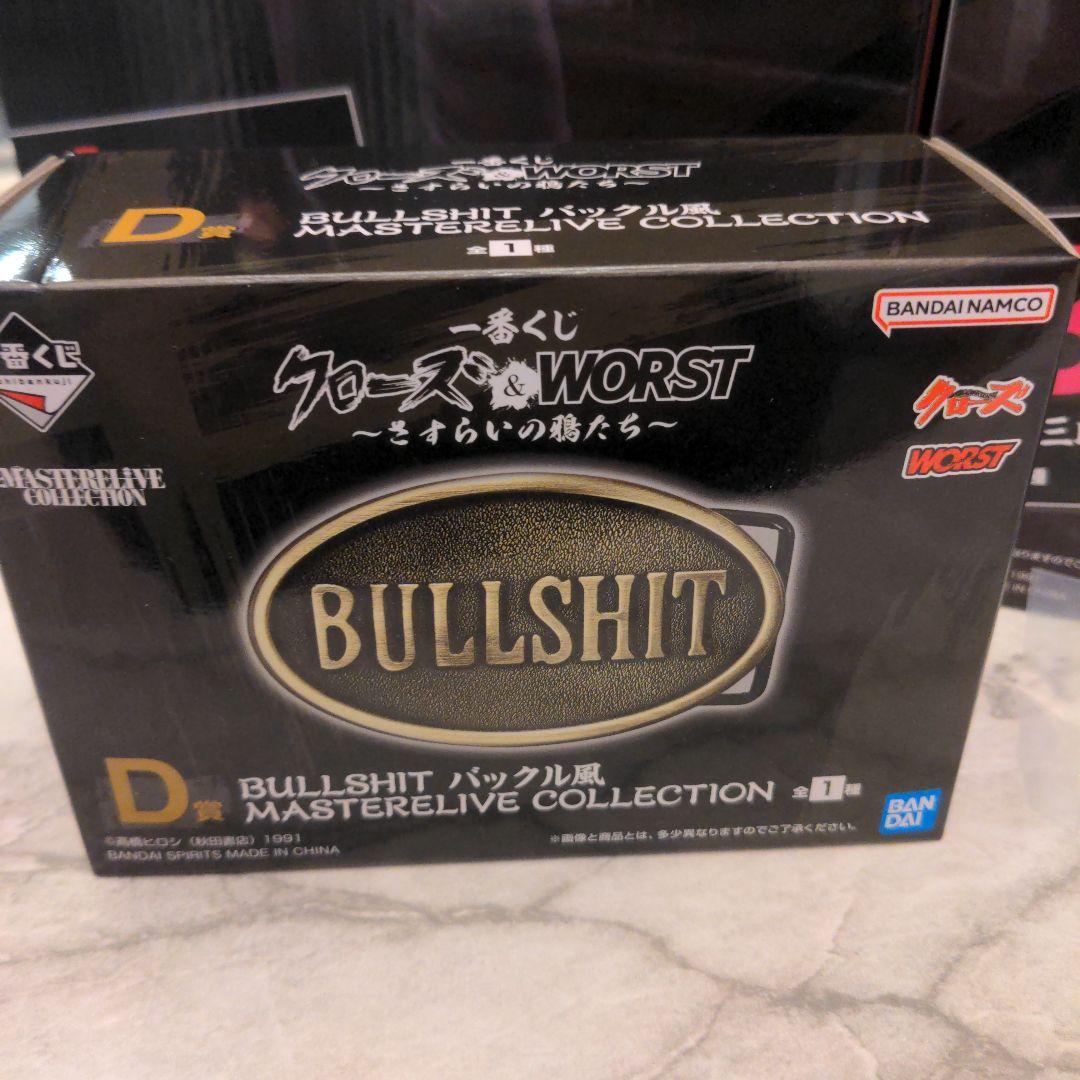 一番くじ
クローズ&WORST
～さすらいの鴉たち～
D賞
BULLSHIT バックル風
MASTERELIVE COLLECTION
全1種
BANDAI NAMCO
番くじ
一番くじ
クローズ&WORST
～さすらいの鴉たち～
クローズ
WORST
MASTERELIVE
COLLECTION
BULLSHIT
D賞
BULLSHIT バックル風
MASTERELIVE COLLECTION
全1種
BAN
DAI
©高橋ヒロシ（秋田書店）1991
BANDAI SPIRITS MADE IN CHINA
※画像と商品とは、多少異なりますのでご了承ください。